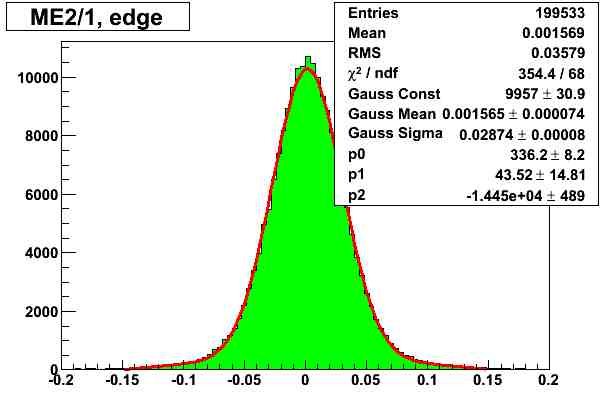 ME2/1, edge
Entries 199533
Mean 0.001569
RMS 0.03579
χ² / ndf 354.4 / 68
Gauss Const 9957 ± 30.9
Gauss Mean 0.001565 ± 0.000074
Gauss Sigma 0.02874 ± 0.00008
p0 336.2 ± 8.2
p1 43.52 ± 14.81
p2 -1.445e+04 ± 489
10000
8000
6000
4000
2000
0
-0.2 -0.15 -0.1 -0.05 0 0.05 0.1 0.15 0.2